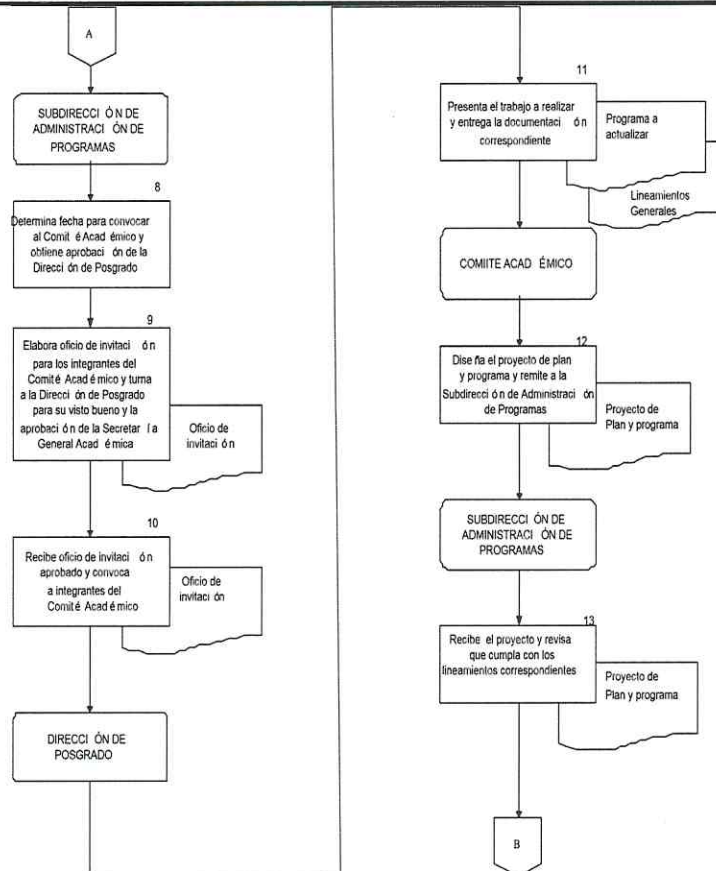 A
SUBDIRECCI ÓN DE
ADMINISTRACI ÓN DE
PROGRAMAS
8
Determina fecha para convocar
al Comit é Acad émico y
obtiene aprobaci ón de la
Direcci ón de Posgrado
9
Elabora oficio de invitaci ón
para los integrantes del
Comité Acad émico y turna
a la Direcci ón de Posgrado
para su visto bueno y la
aprobaci ón de la Secretar ía
General Acad émica
Oficio de
invitaci ón
10
Recibe oficio de invitaci ón
aprobado y convoca
a integrantes del
Comité Acad émico
Oficio de
invitaci ón
DIRECCI ÓN DE
POSGRADO
11
Presenta el trabajo a realizar
y entrega la documentaci ón
correspondiente
Programa a
actualizar
Lineamientos
Generales
COMIITE ACAD ÉMICO
12
Dise ña el proyecto de plan
y programa y remite a la
Subdirecci ón de Administraci ón
de Programas
Proyecto de
Plan y programa
SUBDIRECCI ÓN DE
ADMINISTRACI ÓN DE
PROGRAMAS
13
Recibe el proyecto y revisa
que cumpla con los
lineamientos correspondientes
Proyecto de
Plan y programa
B